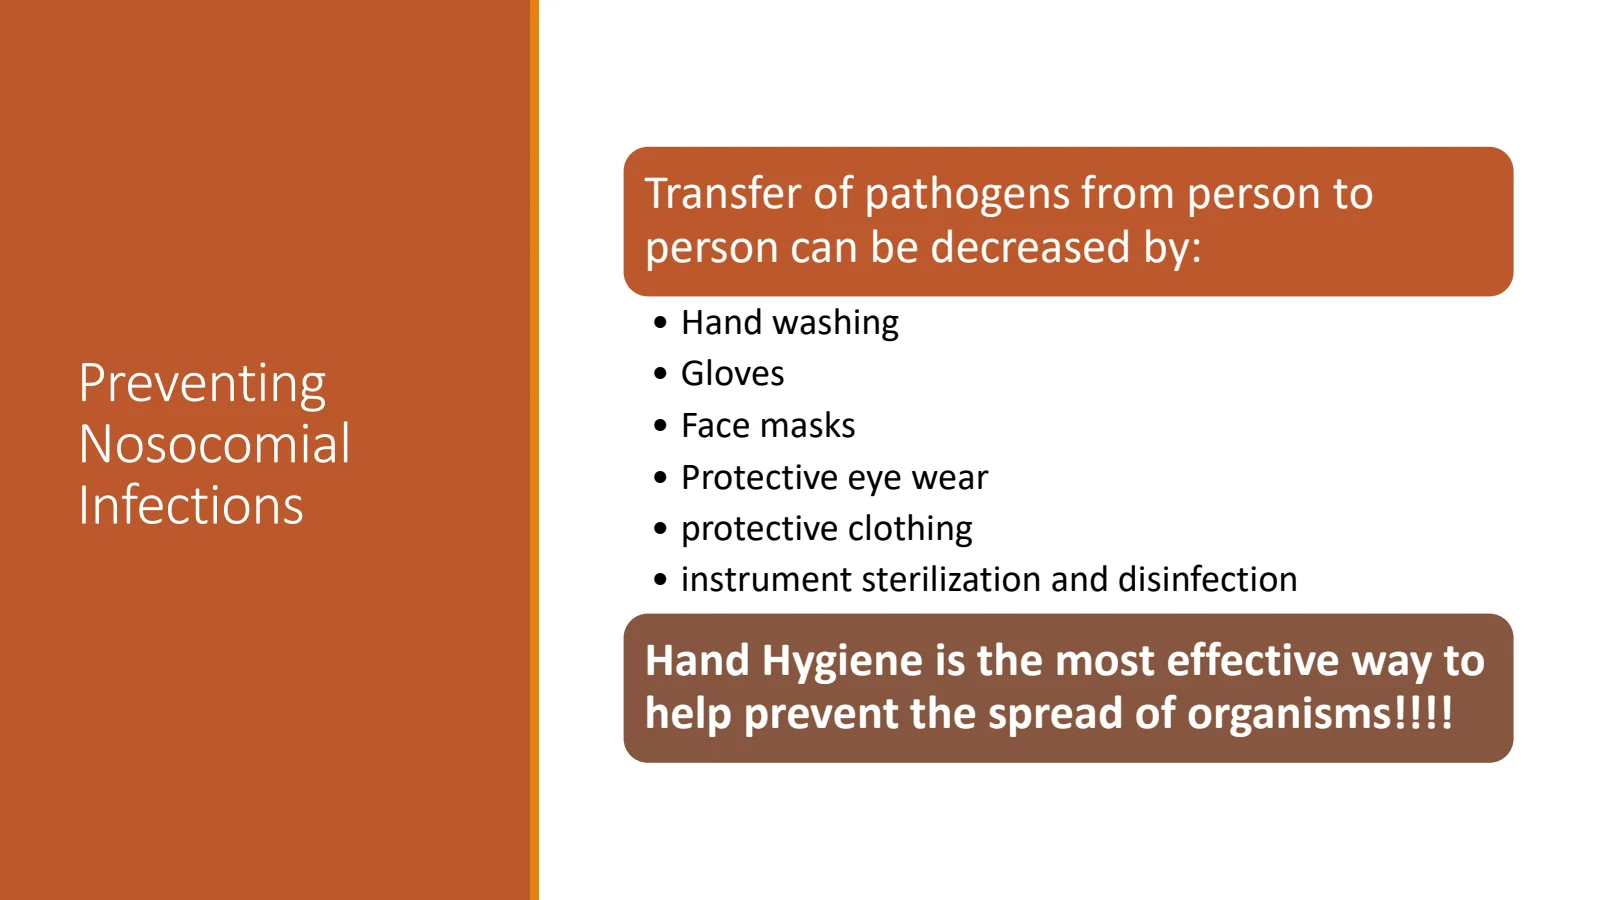 Preventing
Nosocomial
Infections
Transfer of pathogens from person to
person can be decreased by:
• Hand washing
• Gloves
• Face masks
• Protective eye wear
• protective clothing
• instrument sterilization and disinfection
Hand Hygiene is the most effective way to
help prevent the spread of organisms!!!!